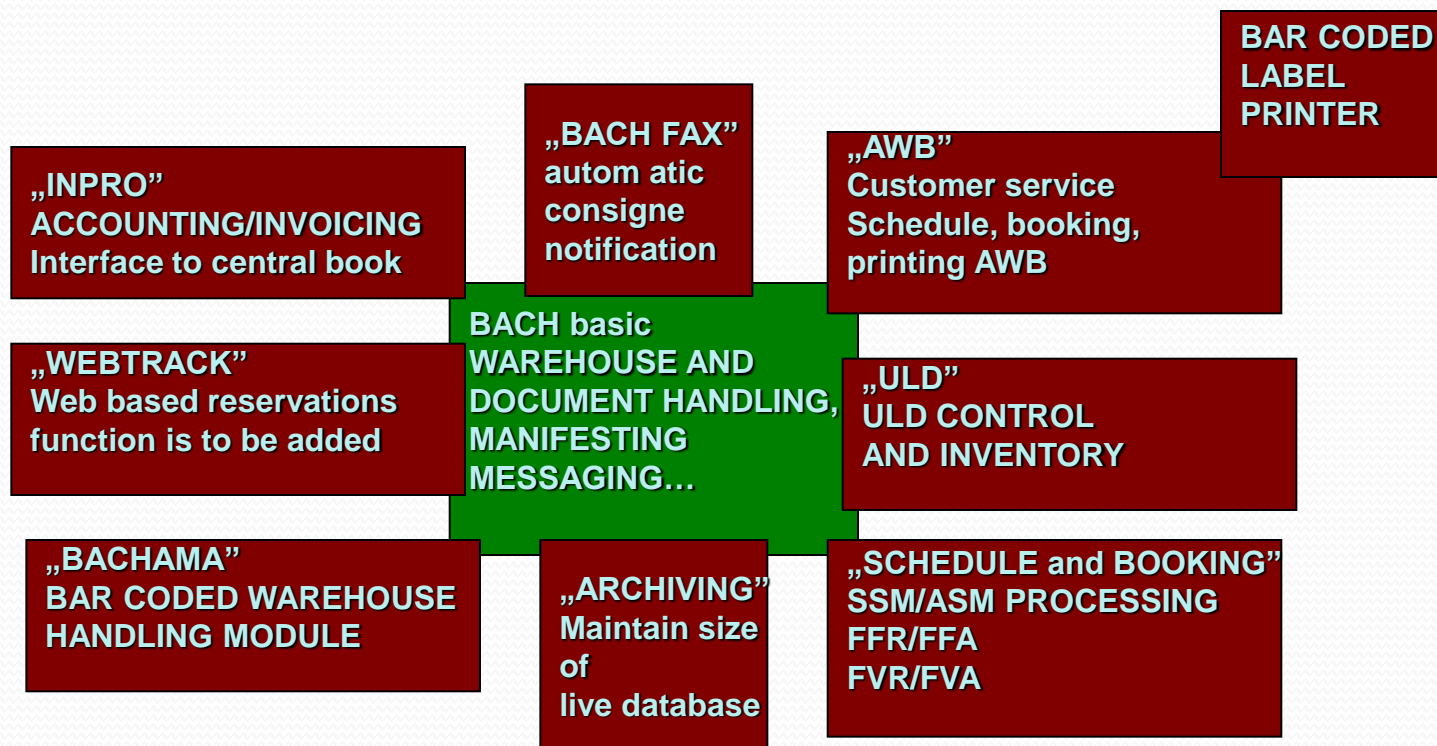 BAR CODED
LABEL
PRINTER
„BACH FAX”
autom atic
consigne
notification
„AWB”
Customer service
Schedule, booking,
printing AWB
„INPRO”
ACCOUNTING/INVOICING
Interface to central book
BACH basic
WAREHOUSE AND
DOCUMENT HANDLING,
MANIFESTING
MESSAGING…
„WEBTRACK”
Web based reservations
function is to be added
„ULD”
ULD CONTROL
AND INVENTORY
„BACHAMA”
BAR CODED WAREHOUSE
HANDLING MODULE
„ARCHIVING”
Maintain size
of
live database
„SCHEDULE and BOOKING”
SSM/ASM PROCESSING
FFR/FFA
FVR/FVA